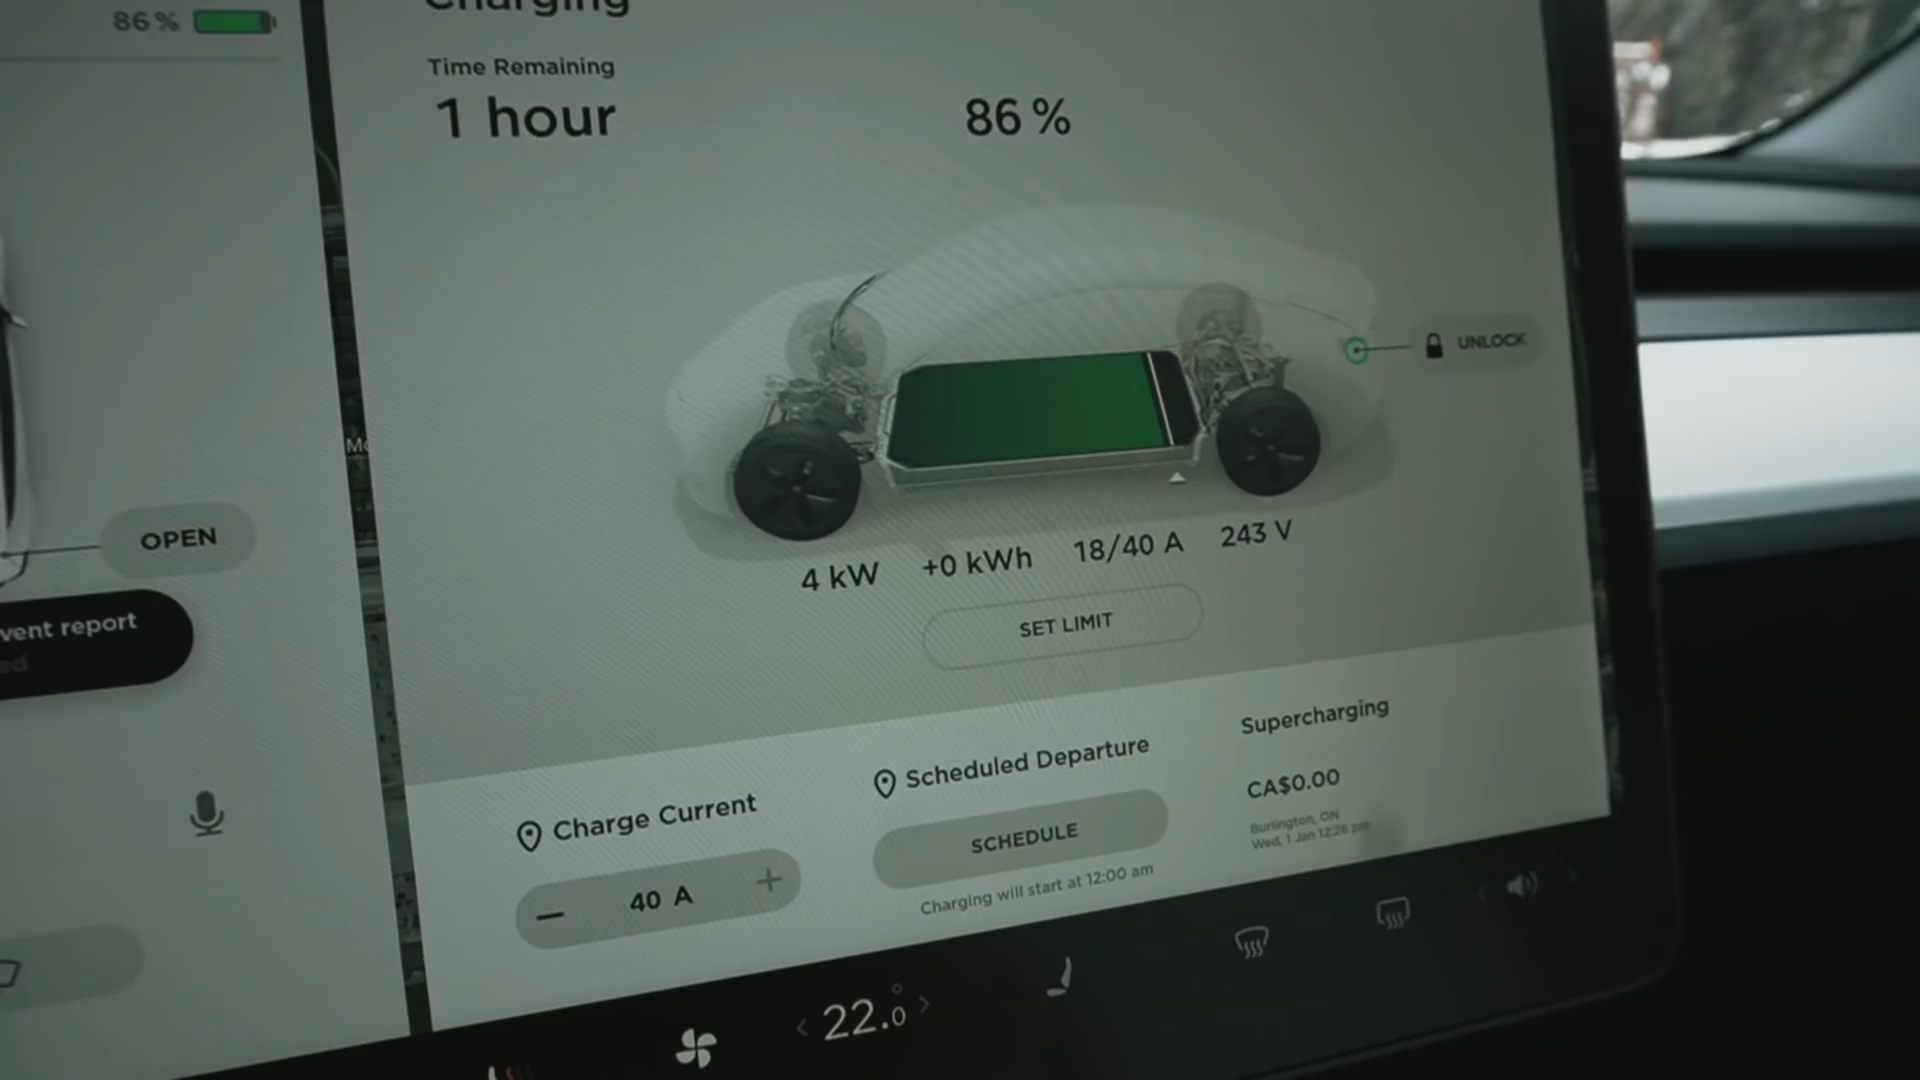 86 %
Charging
Time Remaining
1 hour
86 %
UNLOCK
Mo
OPEN
vent report
ed
4 kW +0 kWh 18/40 A 243 V
SET LIMIT
Charge Current
− 40 A +
Scheduled Departure
SCHEDULE
Charging will start at 12:00 am
Supercharging
CA$0.00
Burlington, ON
Wed, 1 Jan 12:26 pm
< 22.0° >